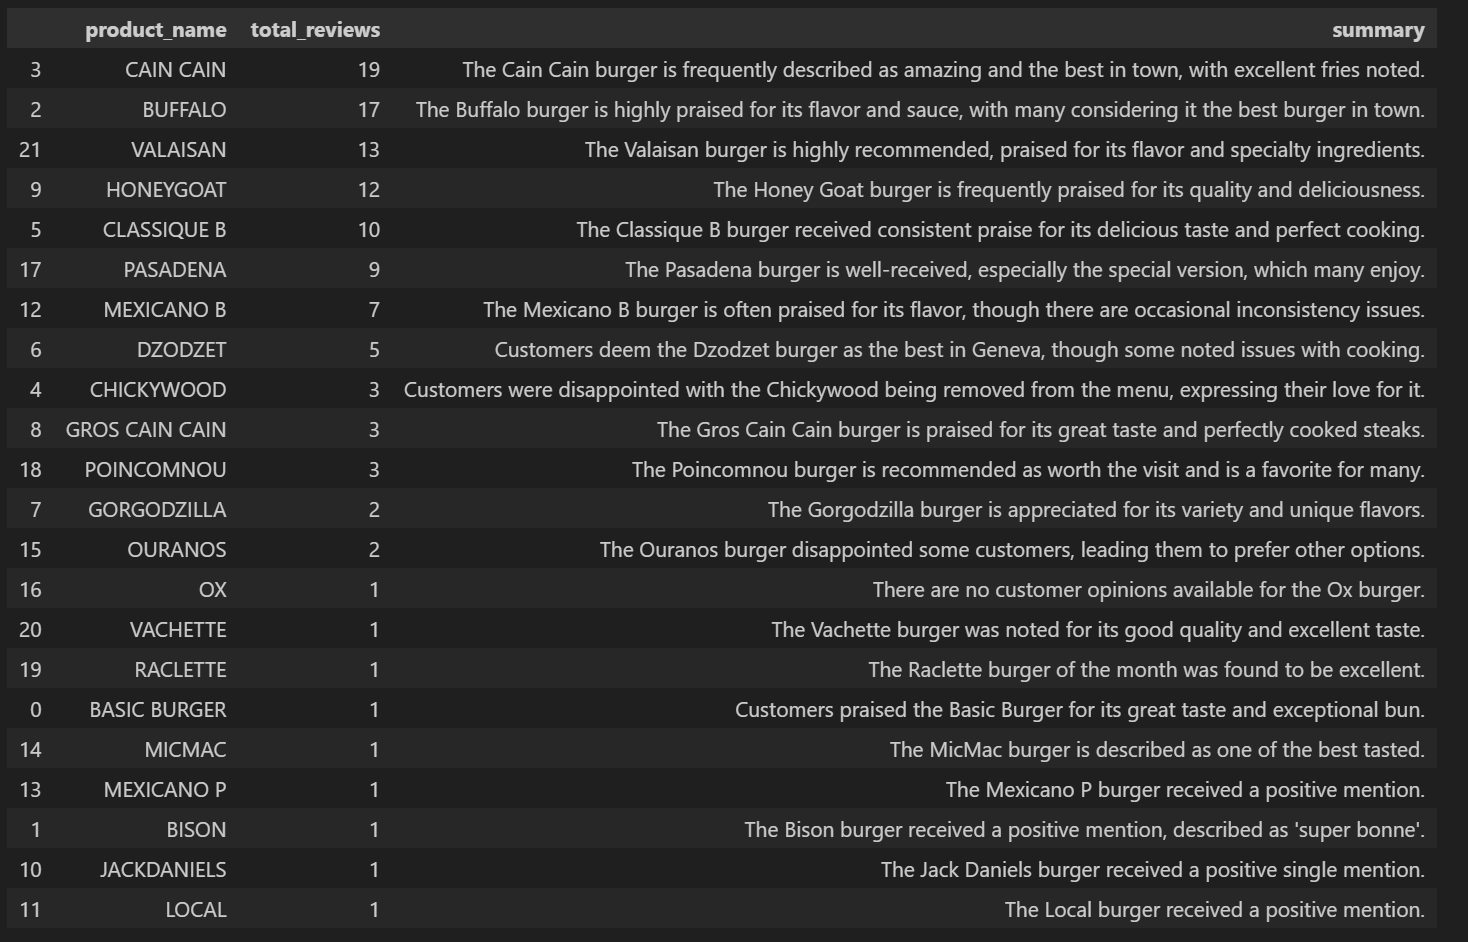 product_name total_reviews summary
3 CAIN CAIN 19 The Cain Cain burger is frequently described as amazing and the best in town, with excellent fries noted.
2 BUFFALO 17 The Buffalo burger is highly praised for its flavor and sauce, with many considering it the best burger in town.
21 VALAISAN 13 The Valaisan burger is highly recommended, praised for its flavor and specialty ingredients.
9 HONEYGOAT 12 The Honey Goat burger is frequently praised for its quality and deliciousness.
5 CLASSIQUE B 10 The Classique B burger received consistent praise for its delicious taste and perfect cooking.
17 PASADENA 9 The Pasadena burger is well-received, especially the special version, which many enjoy.
12 MEXICANO B 7 The Mexicano B burger is often praised for its flavor, though there are occasional inconsistency issues.
6 DZODZET 5 Customers deem the Dzodzet burger as the best in Geneva, though some noted issues with cooking.
4 CHICKYWOOD 3 Customers were disappointed with the Chickywood being removed from the menu, expressing their love for it.
8 GROS CAIN CAIN 3 The Gros Cain Cain burger is praised for its great taste and perfectly cooked steaks.
18 POINCOMNOU 3 The Poincomnou burger is recommended as worth the visit and is a favorite for many.
7 GORGODZILLA 2 The Gorgodzilla burger is appreciated for its variety and unique flavors.
15 OURANOS 2 The Ouranos burger disappointed some customers, leading them to prefer other options.
16 OX 1 There are no customer opinions available for the Ox burger.
20 VACHETTE 1 The Vachette burger was noted for its good quality and excellent taste.
19 RACLETTE 1 The Raclette burger of the month was found to be excellent.
0 BASIC BURGER 1 Customers praised the Basic Burger for its great taste and exceptional bun.
14 MICMAC 1 The MicMac burger is described as one of the best tasted.
13 MEXICANO P 1 The Mexicano P burger received a positive mention.
1 BISON 1 The Bison burger received a positive mention, described as 'super bonne'.
10 JACKDANIELS 1 The Jack Daniels burger received a positive single mention.
11 LOCAL 1 The Local burger received a positive mention.